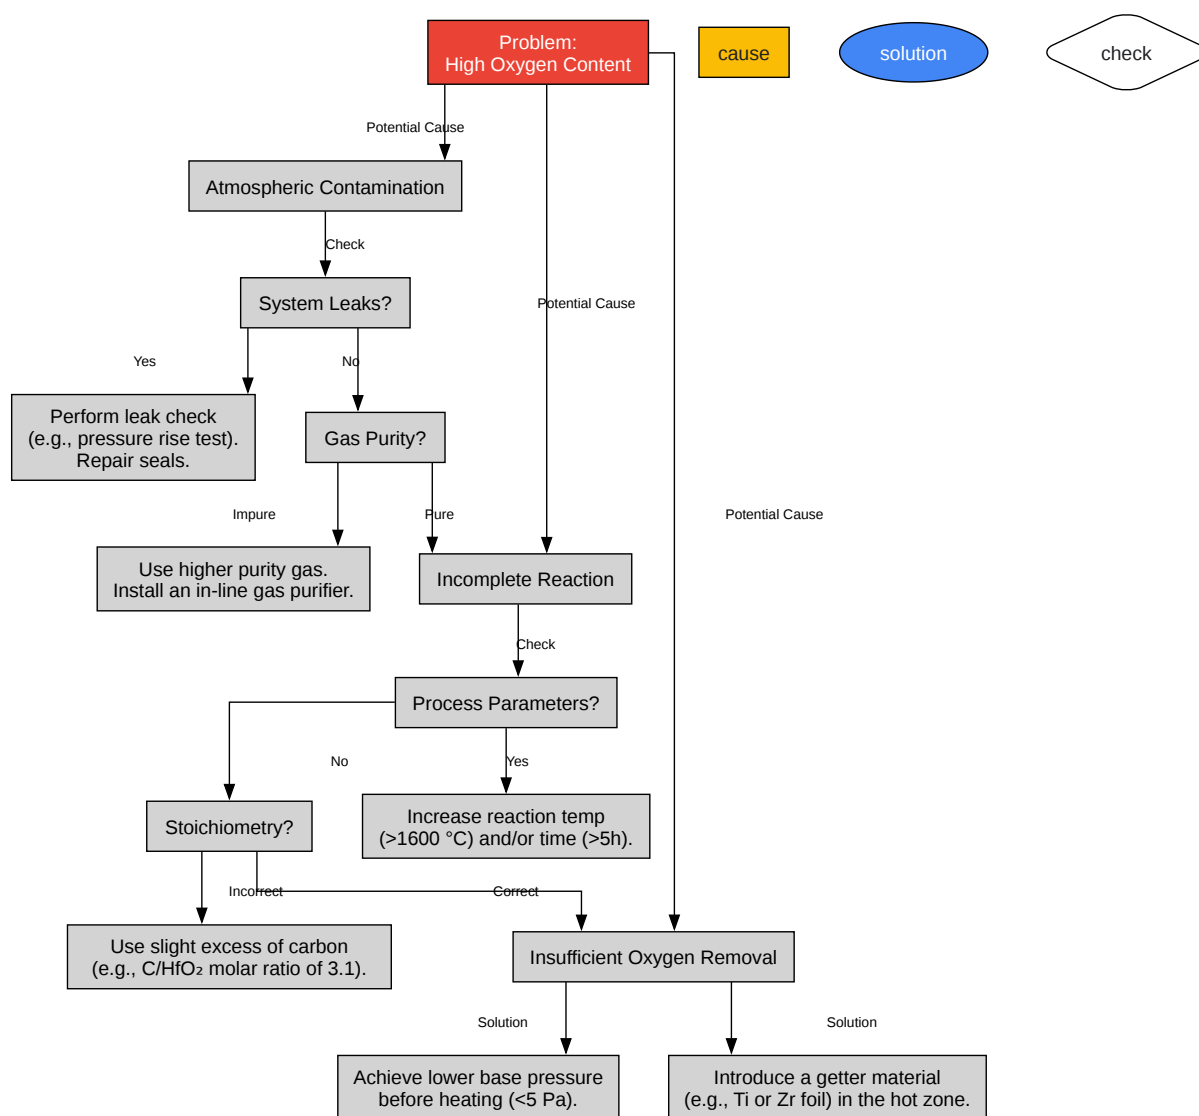 Problem:
High Oxygen Content
cause
solution
check
Potential Cause
Atmospheric Contamination
Check
System Leaks?
Potential Cause
Yes
No
Perform leak check
(e.g., pressure rise test).
Repair seals.
Gas Purity?
Impure
Pure
Potential Cause
Use higher purity gas.
Install an in-line gas purifier.
Incomplete Reaction
Check
Process Parameters?
No
Yes
Stoichiometry?
Increase reaction temp
(>1600 °C) and/or time (>5h).
Incorrect
Correct
Use slight excess of carbon
(e.g., C/HfO₂ molar ratio of 3.1).
Insufficient Oxygen Removal
Solution
Solution
Achieve lower base pressure
before heating (<5 Pa).
Introduce a getter material
(e.g., Ti or Zr foil) in the hot zone.